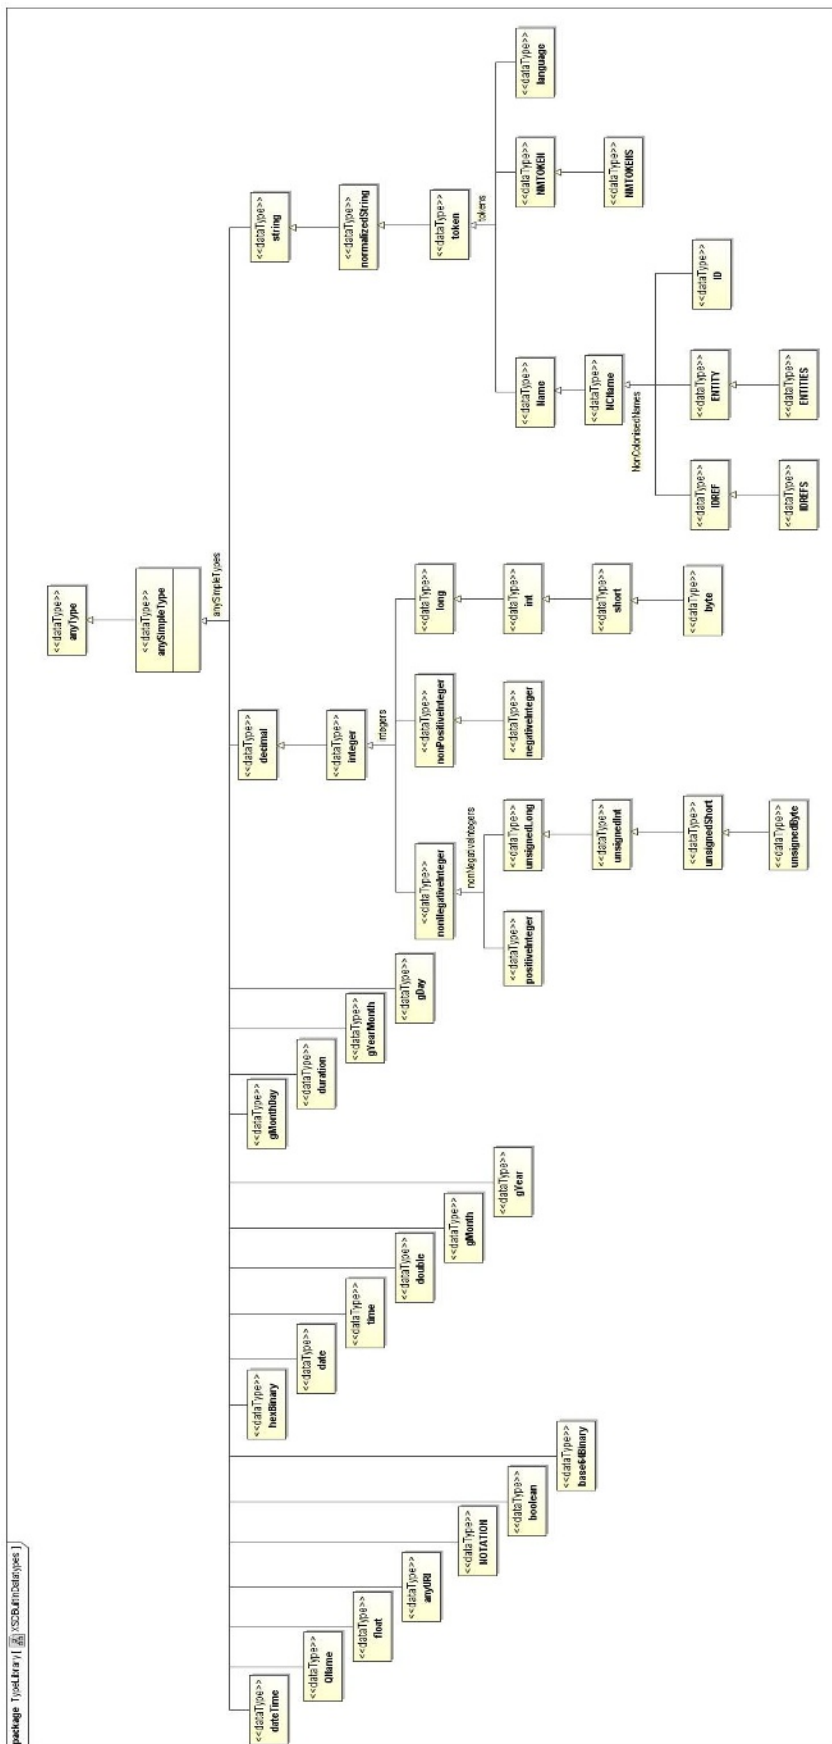 package TypeLibrary [ XSDBuiltInDatatypes ]
<<dataType>>
anyType
<<dataType>>
anySimpleType
anySimpleTypes
<<dataType>>
dateTime
<<dataType>>
QName
<<dataType>>
float
<<dataType>>
anyURI
<<dataType>>
NOTATION
<<dataType>>
boolean
<<dataType>>
base64Binary
<<dataType>>
hexBinary
<<dataType>>
date
<<dataType>>
time
<<dataType>>
double
<<dataType>>
gMonth
<<dataType>>
gYear
<<dataType>>
gMonthDay
<<dataType>>
duration
<<dataType>>
gYearMonth
<<dataType>>
gDay
<<dataType>>
decimal
<<dataType>>
integer
integers
<<dataType>>
nonNegativeInteger
nonNegativeIntegers
<<dataType>>
positiveInteger
<<dataType>>
unsignedLong
<<dataType>>
unsignedInt
<<dataType>>
unsignedShort
<<dataType>>
unsignedByte
<<dataType>>
nonPositiveInteger
<<dataType>>
negativeInteger
<<dataType>>
long
<<dataType>>
int
<<dataType>>
short
<<dataType>>
byte
<<dataType>>
string
<<dataType>>
normalizedString
<<dataType>>
token
tokens
<<dataType>>
Name
<<dataType>>
NCName
NonColonisedNames
<<dataType>>
IDREF
<<dataType>>
IDREFS
<<dataType>>
ENTITY
<<dataType>>
ENTITIES
<<dataType>>
ID
<<dataType>>
NMTOKEN
<<dataType>>
NMTOKENS
<<dataType>>
language